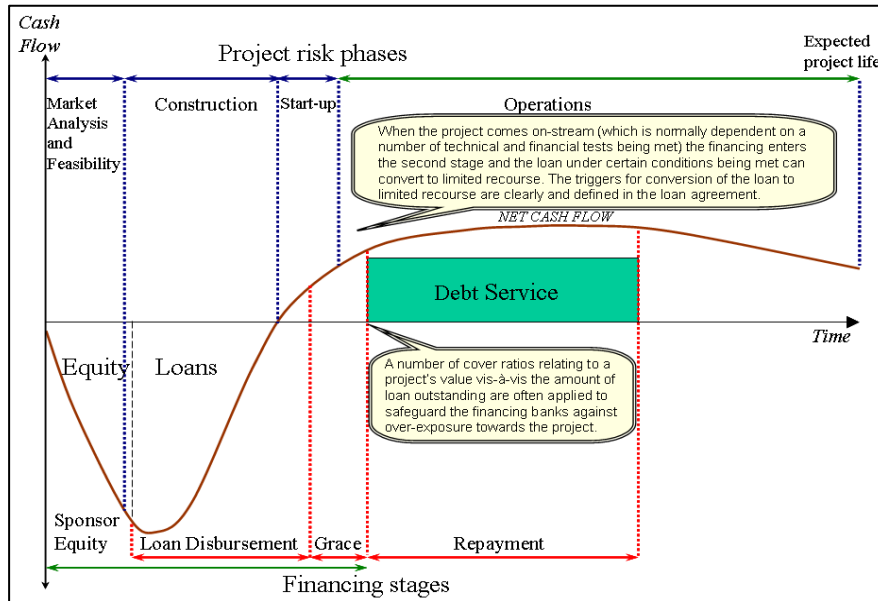 Cash
Flow
Project risk phases
Expected
project life
Market
Analysis
and
Feasibility
Construction
Start-up
Operations
When the project comes on-stream (which is normally dependent on a
number of technical and financial tests being met) the financing enters
the second stage and the loan under certain conditions being met can
convert to limited recourse. The triggers for conversion of the loan to
limited recourse are clearly and defined in the loan agreement.
NET CASH FLOW
Debt Service
Time
Equity
Loans
A number of cover ratios relating to a
project's value vis-à-vis the amount of
loan outstanding are often applied to
safeguard the financing banks against
over-exposure towards the project.
Sponsor
Equity
Loan Disbursement
Grace
Repayment
Financing stages